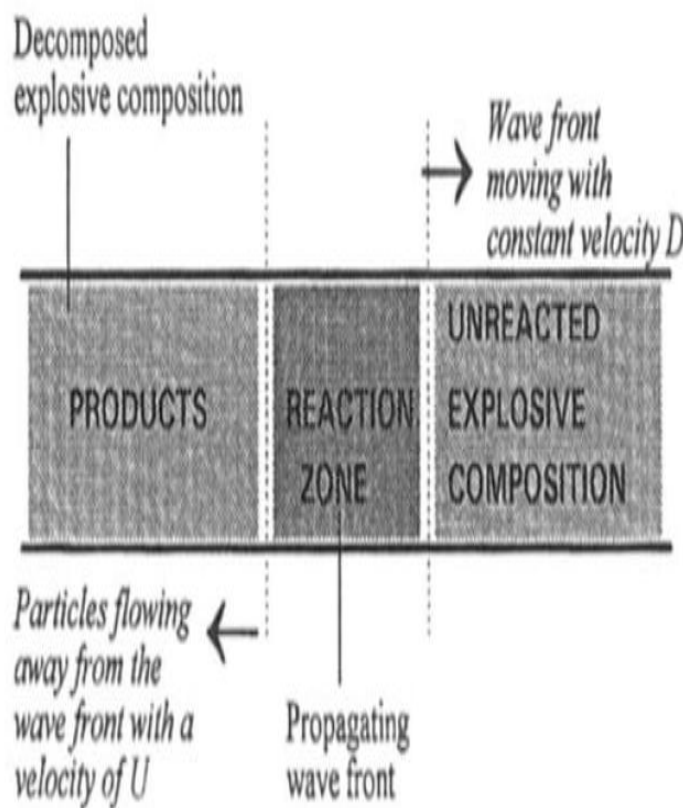 Decomposed
explosive composition
Wave front
moving with
constant velocity D
PRODUCTS
REACTION
ZONE
UNREACTED
EXPLOSIVE
COMPOSITION
Particles flowing
away from the
wave front with a
velocity of U
Propagating
wave front